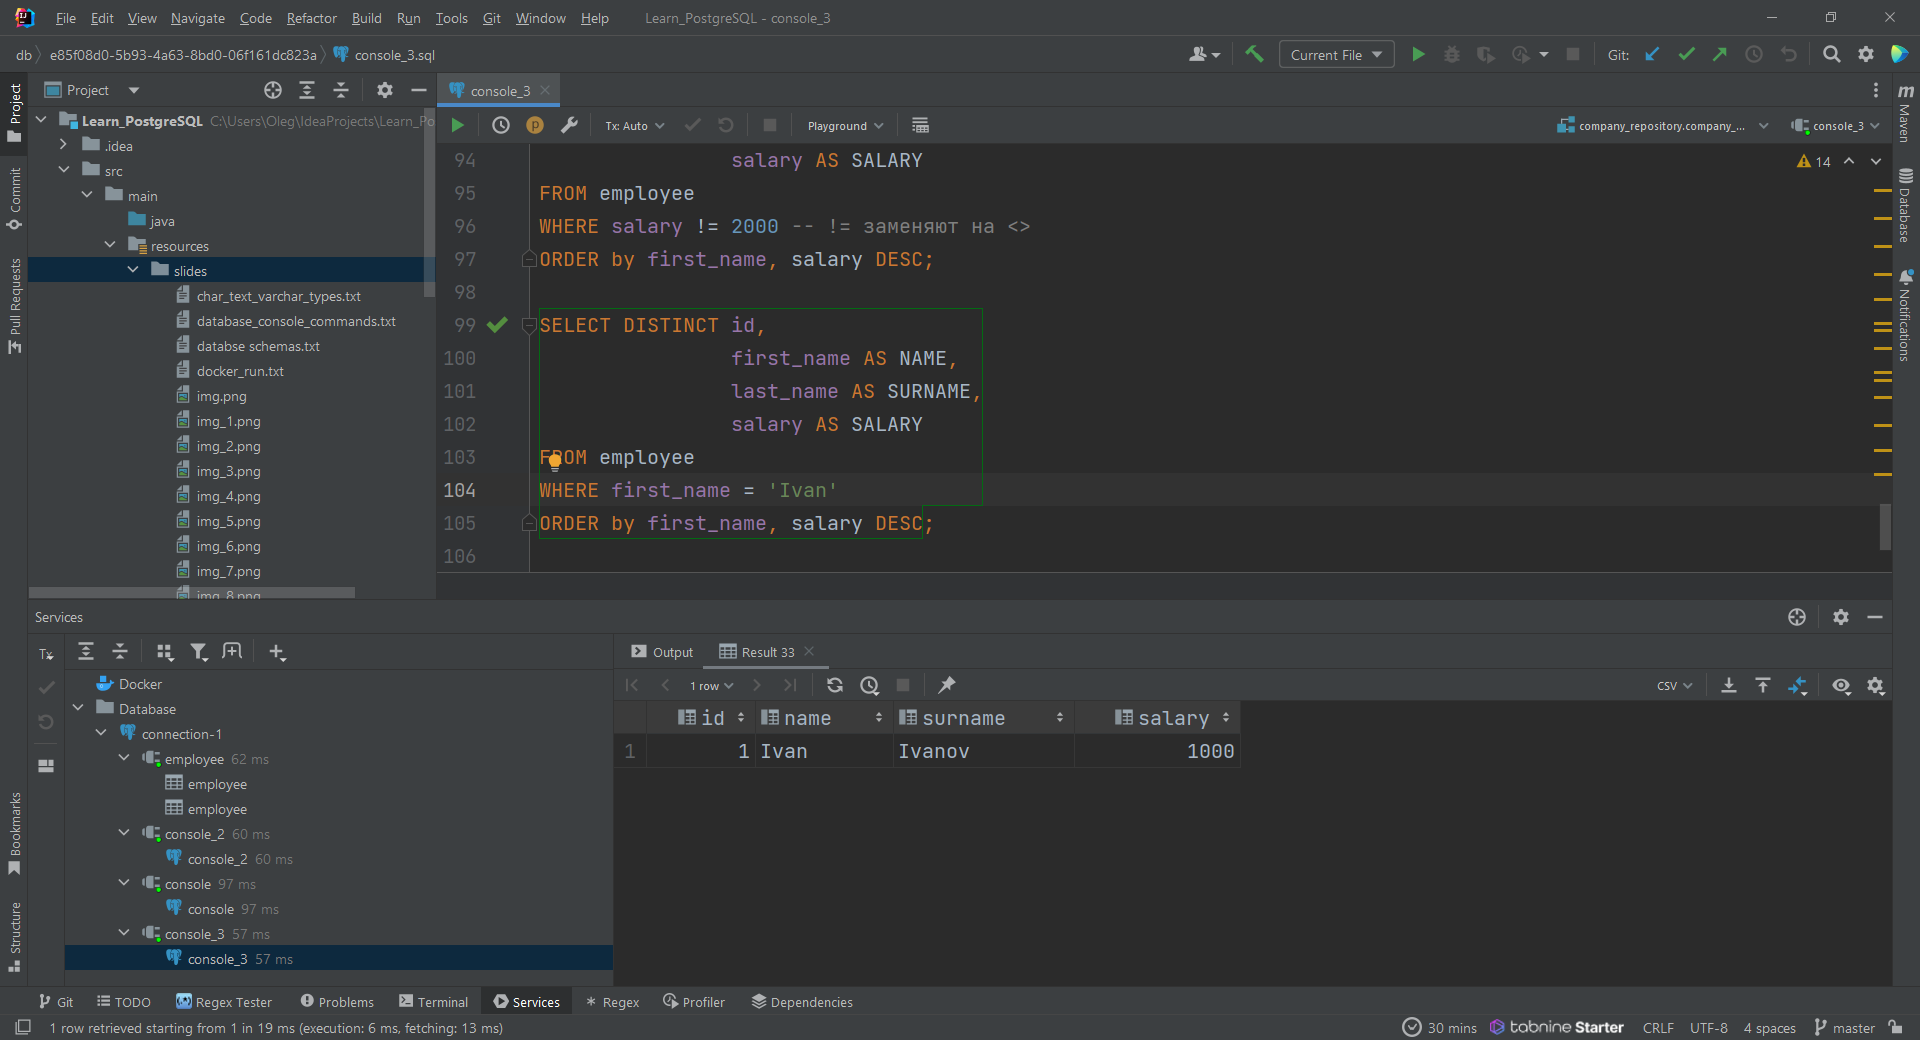 File Edit View Navigate Code Refactor Build Run Tools Git Window Help Learn_PostgreSQL - console_3
db e85f08d0-5b93-4a63-8bd0-06f161dc823a console_3.sql Current File Git:
Project
console_3
Learn_PostgreSQL C:\Users\Oleg\IdeaProjects\Learn_Po
.idea
src
main
java
resources
slides
char_text_varchar_types.txt
database_console_commands.txt
databse schemas.txt
docker_run.txt
img.png
img_1.png
img_2.png
img_3.png
img_4.png
img_5.png
img_6.png
img_7.png
img_8.png
Project
Commit
Pull Requests
Bookmarks
Structure
Tx: Auto Playground company_repository.company_... console_3
14
94 salary AS SALARY
95 FROM employee
96 WHERE salary != 2000 -- != заменяют на <>
97 ORDER by first_name, salary DESC;
98
99 SELECT DISTINCT id,
100 first_name AS NAME,
101 last_name AS SURNAME,
102 salary AS SALARY
103 FROM employee
104 WHERE first_name = 'Ivan'
105 ORDER by first_name, salary DESC;
106
m Maven
Database
Notifications
Services
Tx
Docker
Database
connection-1
employee 62 ms
employee
employee
console_2 60 ms
console_2 60 ms
console 97 ms
console 97 ms
console_3 57 ms
console_3 57 ms
Output Result 33
1 row CSV
id name surname salary
1 1 Ivan Ivanov 1000
Git TODO Regex Tester Problems Terminal Services Regex Profiler Dependencies
1 row retrieved starting from 1 in 19 ms (execution: 6 ms, fetching: 13 ms) 30 mins tabnine Starter CRLF UTF-8 4 spaces master